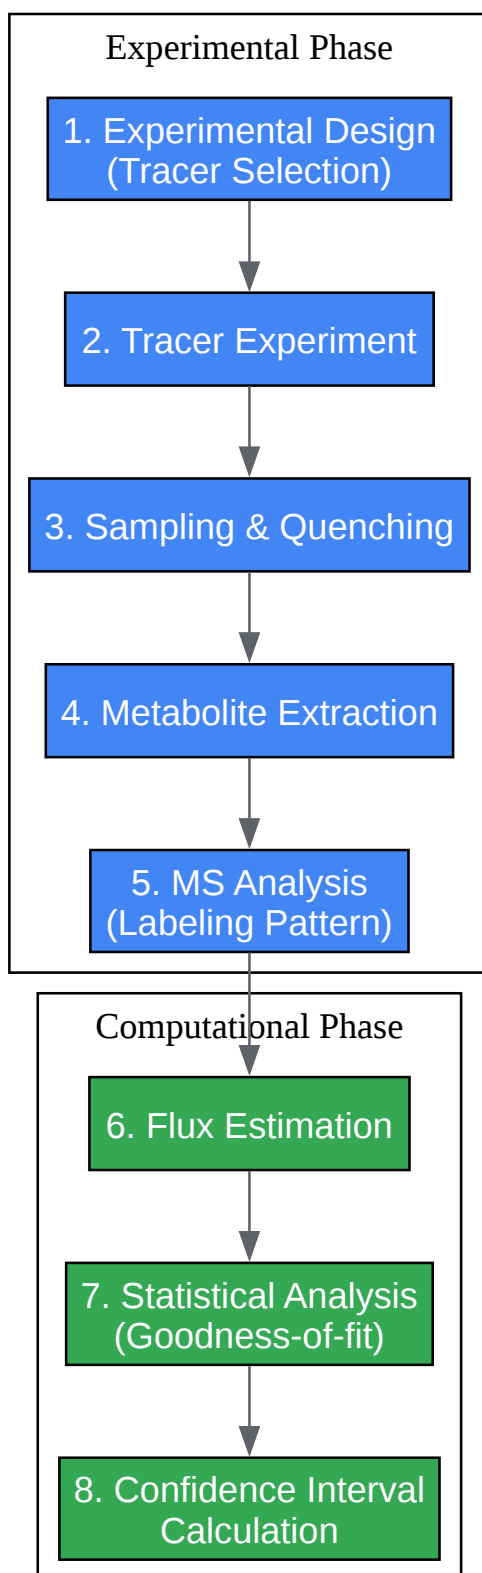 Experimental Phase
1. Experimental Design
(Tracer Selection)
2. Tracer Experiment
3. Sampling & Quenching
4. Metabolite Extraction
5. MS Analysis
(Labeling Pattern)
Computational Phase
6. Flux Estimation
7. Statistical Analysis
(Goodness-of-fit)
8. Confidence Interval
Calculation